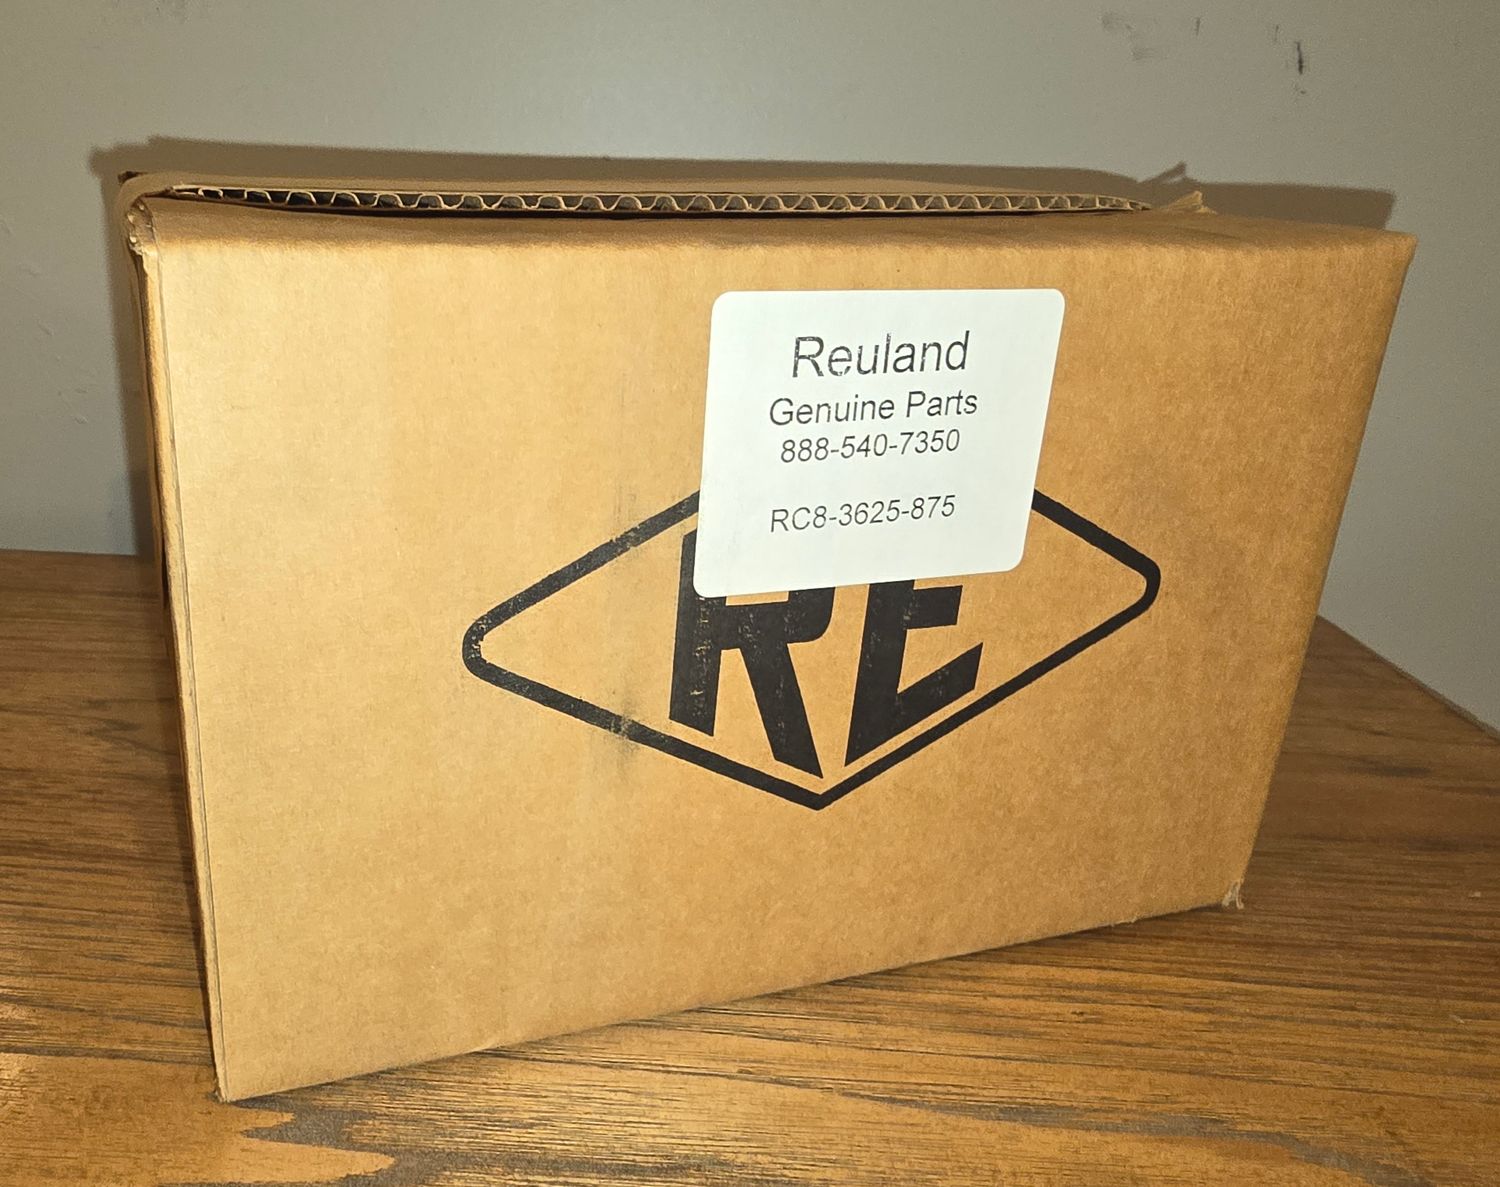 Reuland
Genuine Parts
888-540-7350
RC8-3625-875
RE